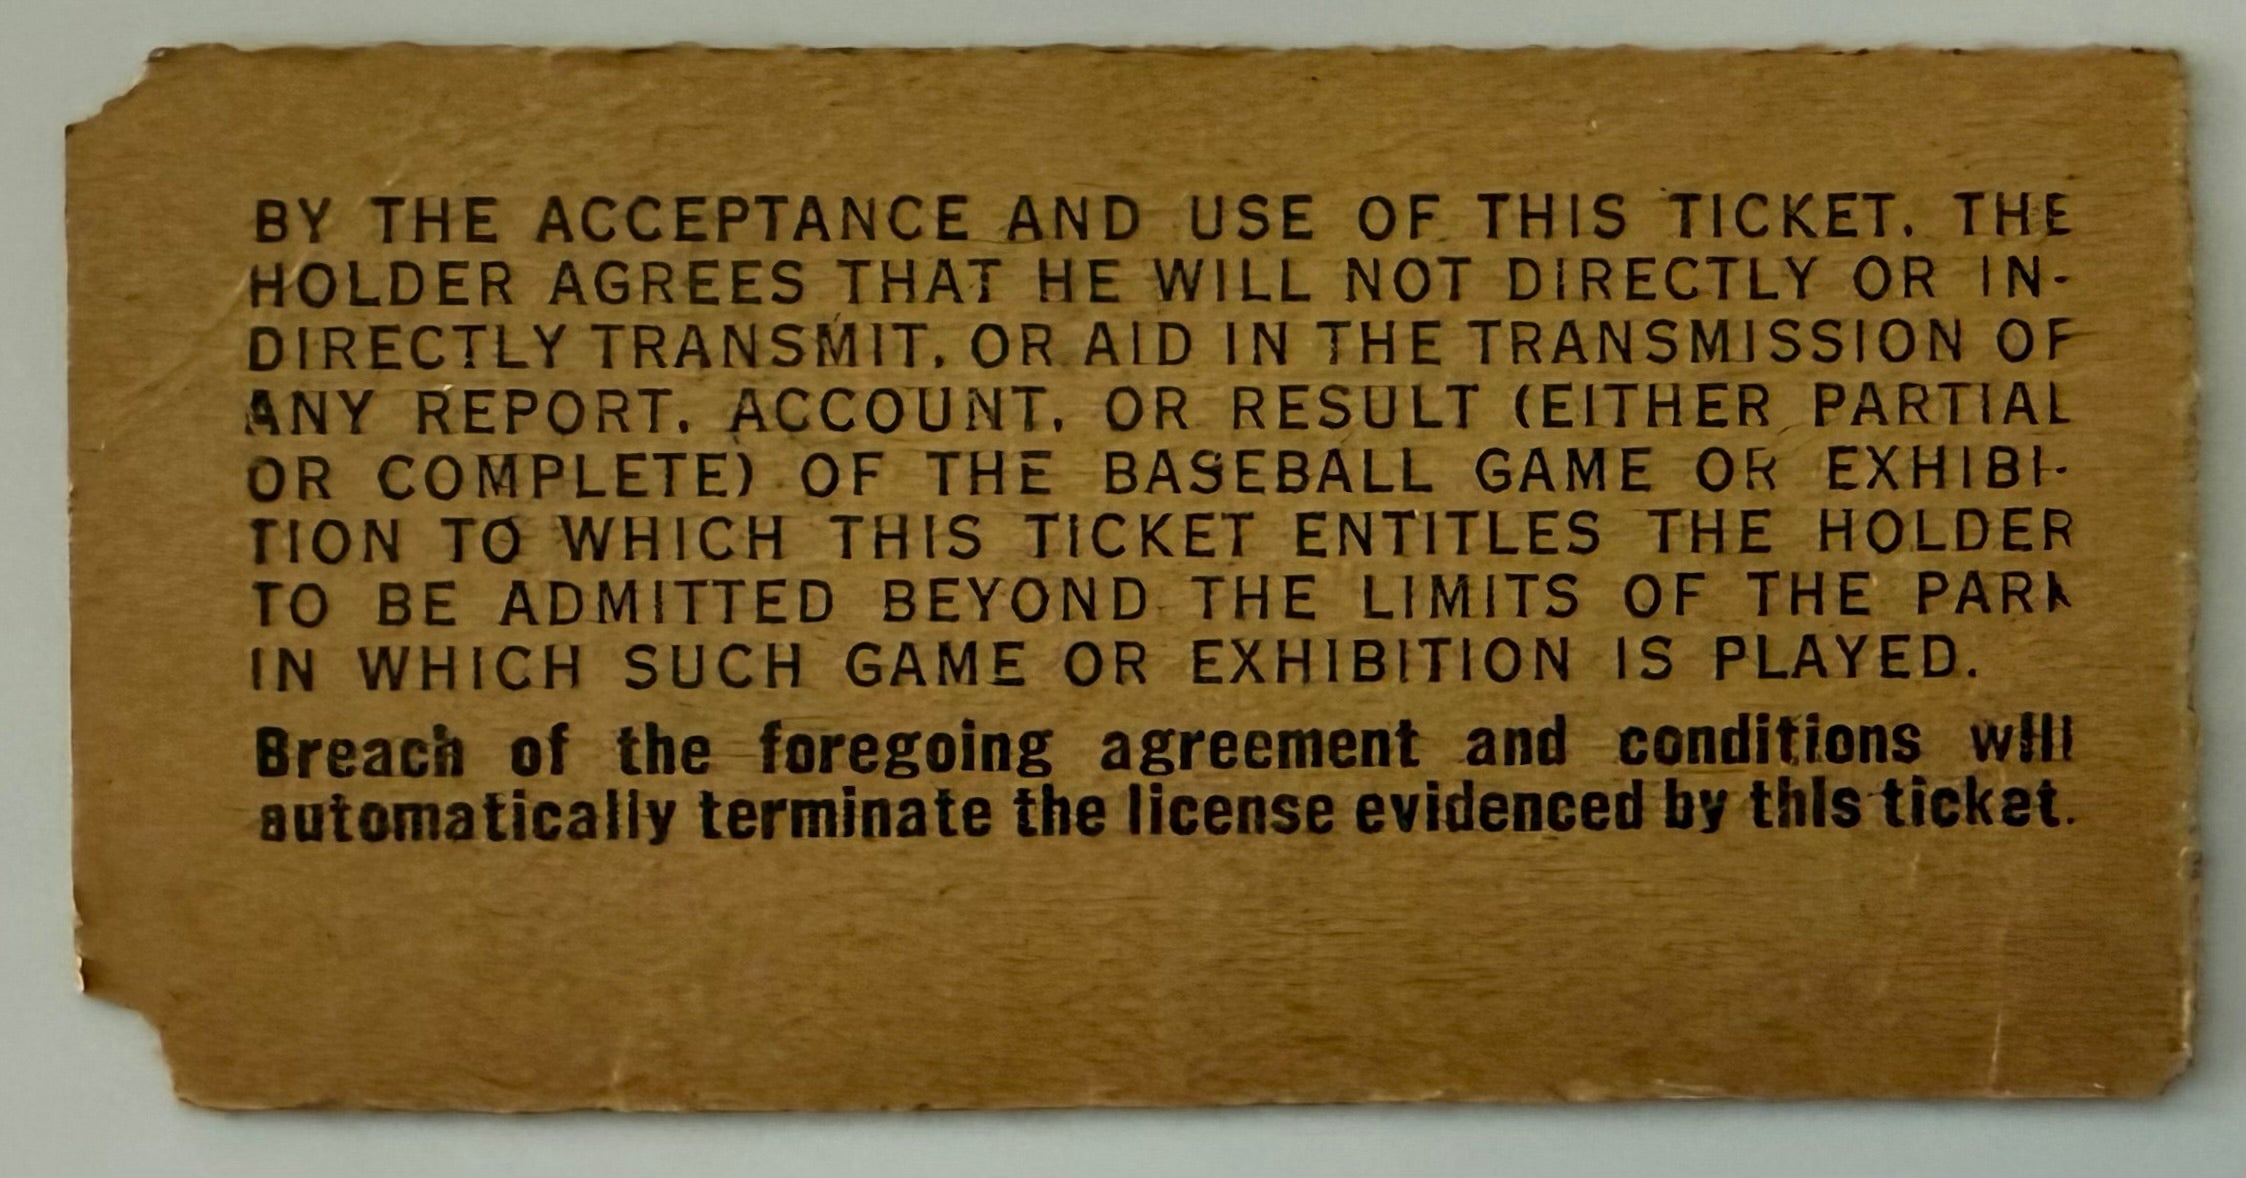 BY THE ACCEPTANCE AND USE OF THIS TICKET, THE
HOLDER AGREES THAT HE WILL NOT DIRECTLY OR IN-
DIRECTLY TRANSMIT, OR AID IN THE TRANSMISSION OF
ANY REPORT, ACCOUNT, OR RESULT (EITHER PARTIAL
OR COMPLETE) OF THE BASEBALL GAME OR EXHIBI-
TION TO WHICH THIS TICKET ENTITLES THE HOLDER
TO BE ADMITTED BEYOND THE LIMITS OF THE PARK
IN WHICH SUCH GAME OR EXHIBITION IS PLAYED.
Breach of the foregoing agreement and conditions will
automatically terminate the license evidenced by this ticket.